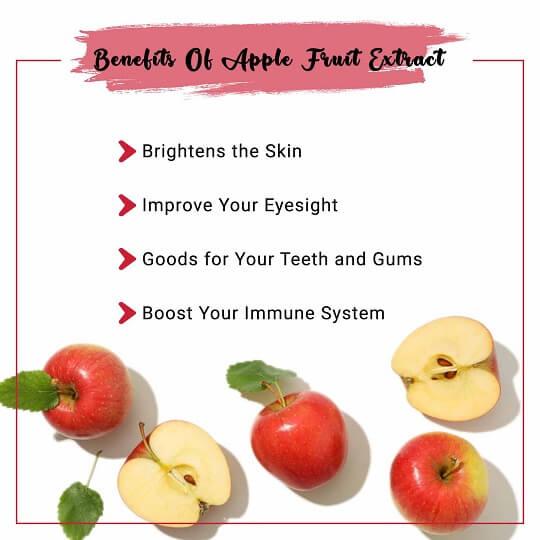 Benefits Of Apple Fruit Extract
Brightens the Skin
Improve Your Eyesight
Goods for Your Teeth and Gums
Boost Your Immune System